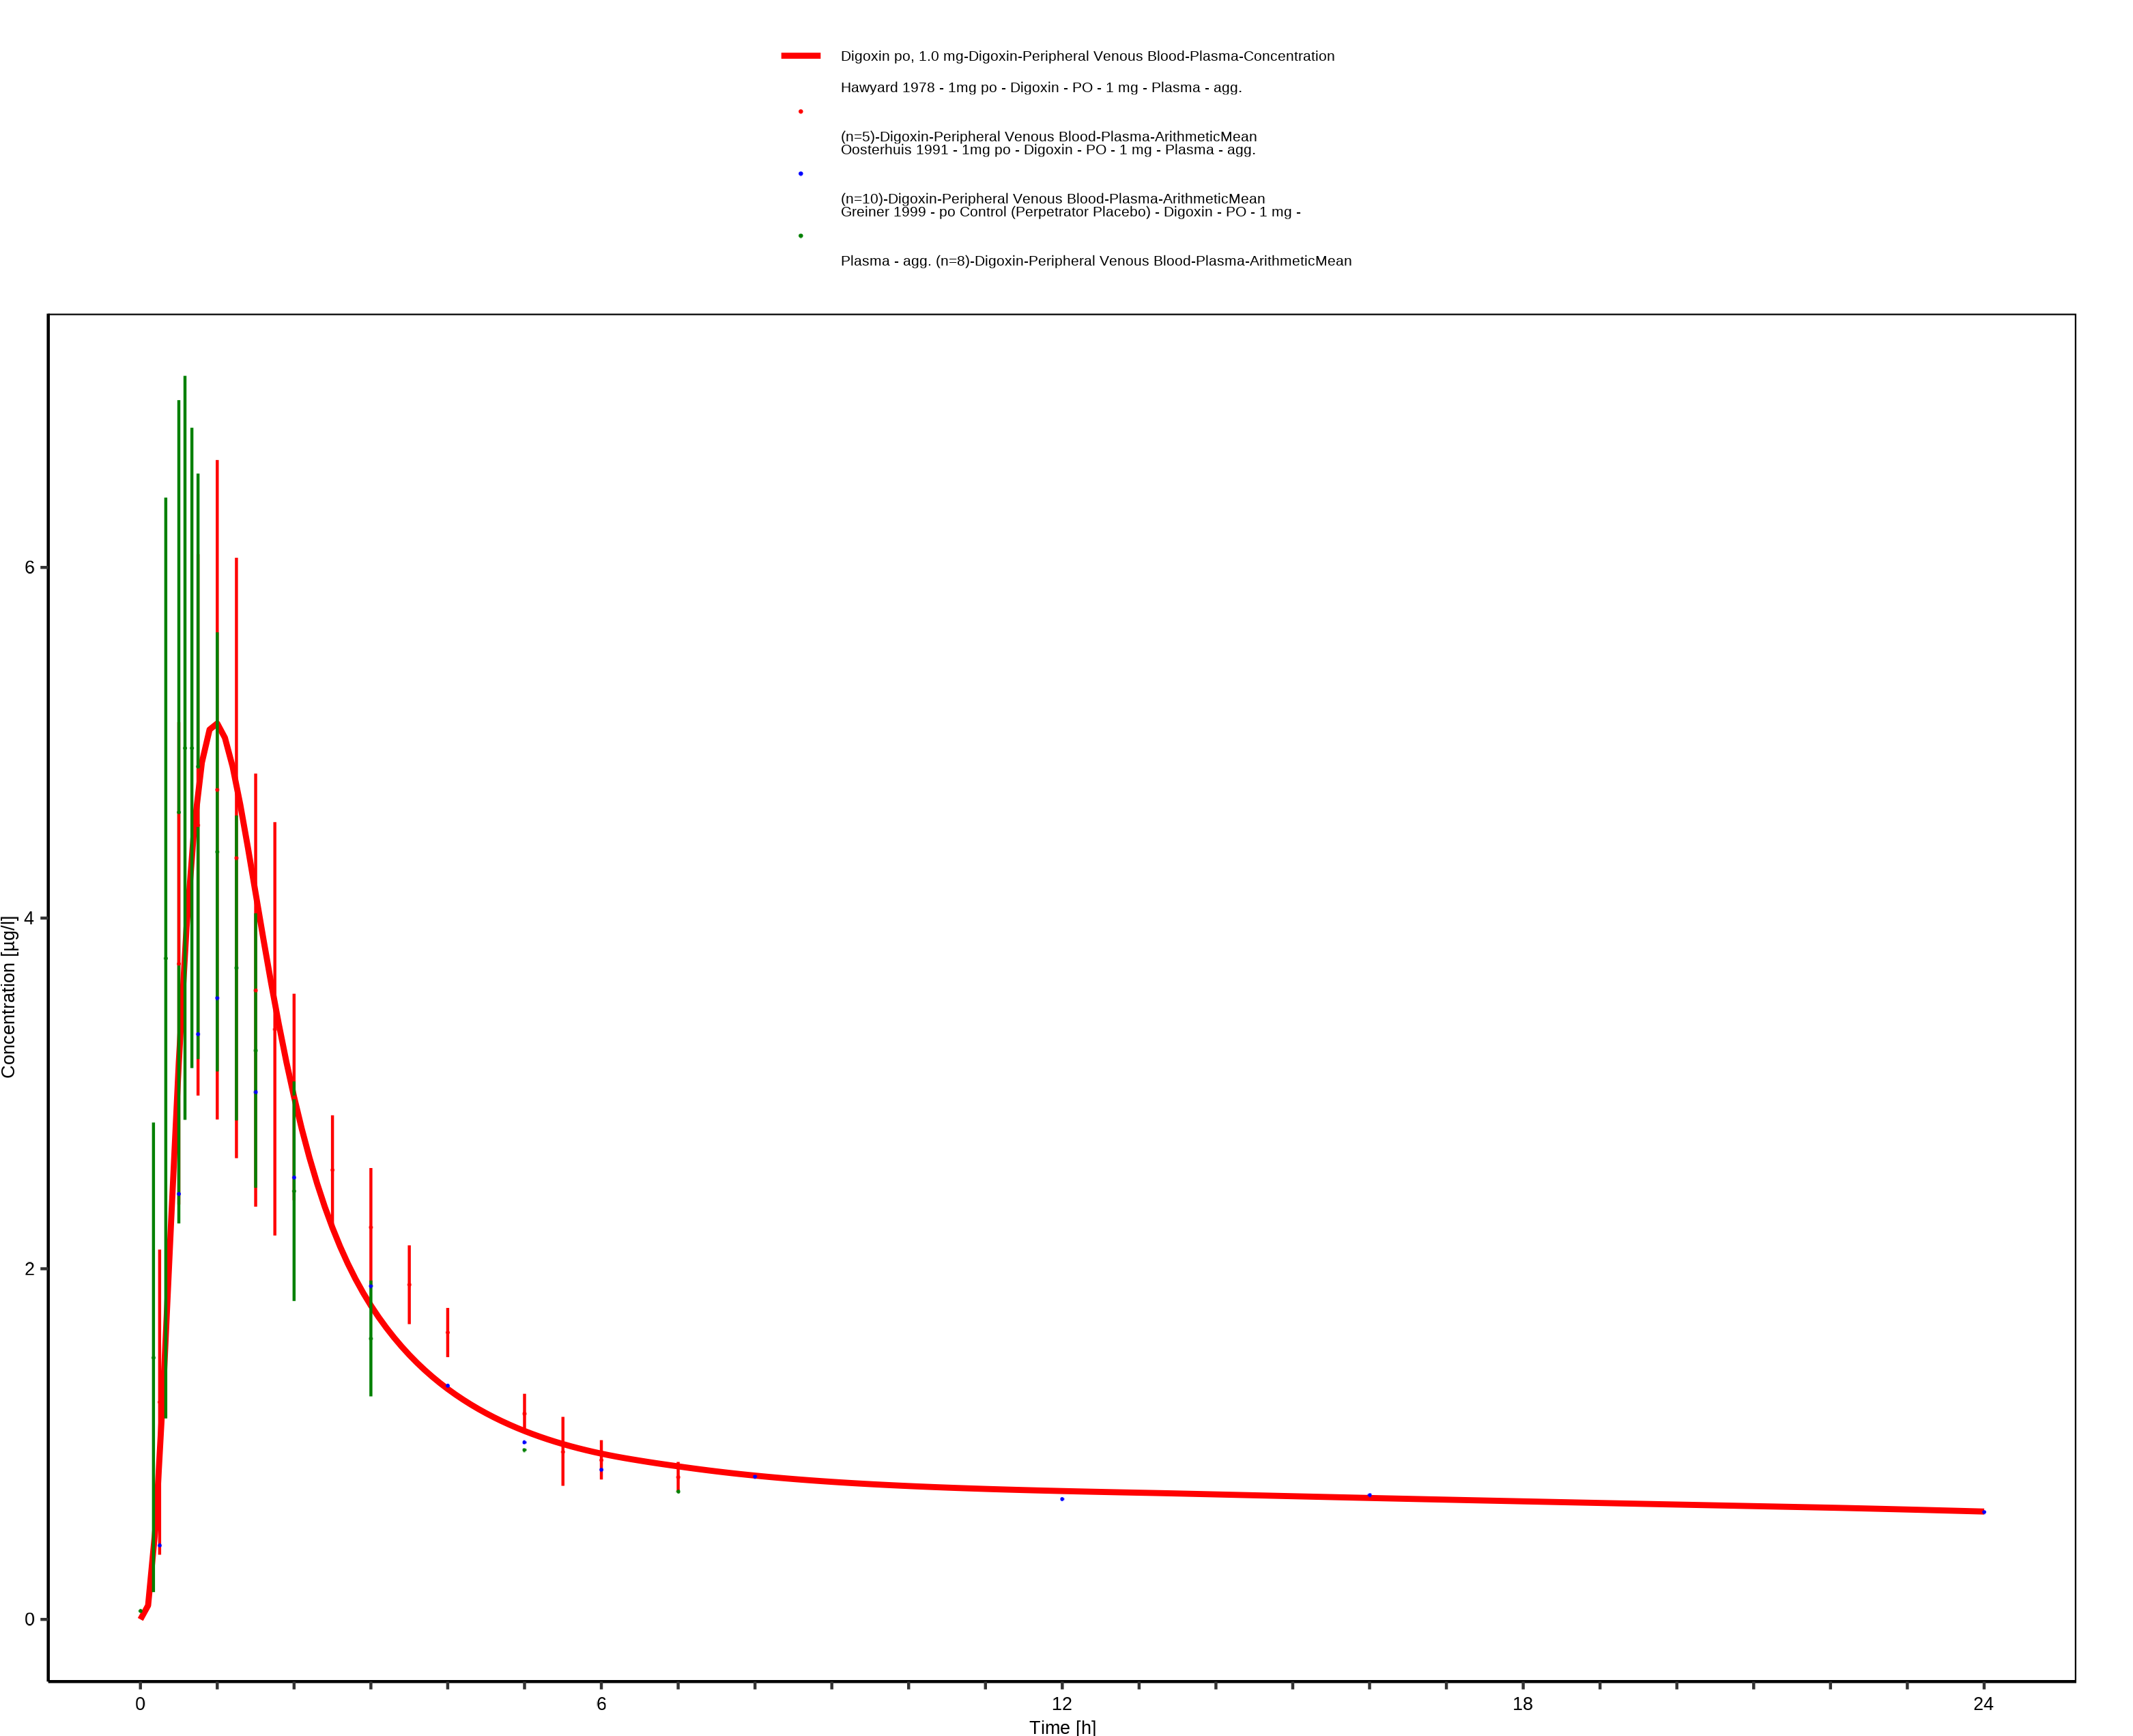 Digoxin po, 1.0 mg-Digoxin-Peripheral Venous Blood-Plasma-Concentration
Hawyard 1978 - 1mg po - Digoxin - PO - 1 mg - Plasma - agg.
(n=5)-Digoxin-Peripheral Venous Blood-Plasma-ArithmeticMean
Oosterhuis 1991 - 1mg po - Digoxin - PO - 1 mg - Plasma - agg.
(n=10)-Digoxin-Peripheral Venous Blood-Plasma-ArithmeticMean
Greiner 1999 - po Control (Perpetrator Placebo) - Digoxin - PO - 1 mg -
Plasma - agg. (n=8)-Digoxin-Peripheral Venous Blood-Plasma-ArithmeticMean
Concentration [µg/l]
6
4
2
0
0 6 12 18 24
Time [h]